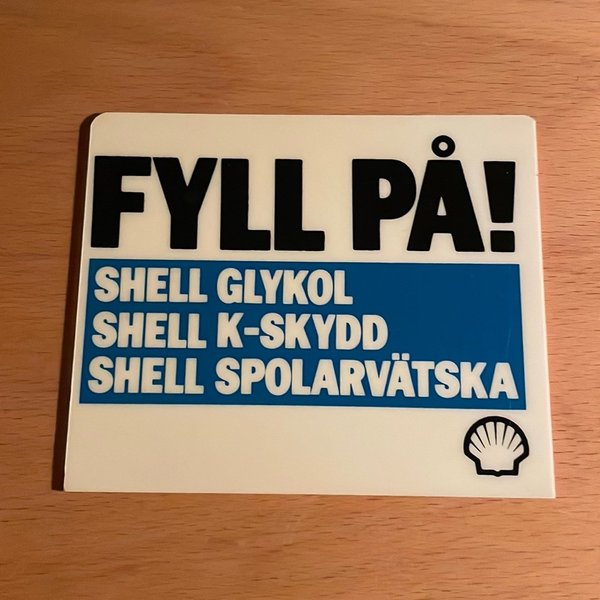 FYLL PÅ!
SHELL GLYKOL
SHELL K-SKYDD
SHELL SPOLARVÄTSKA